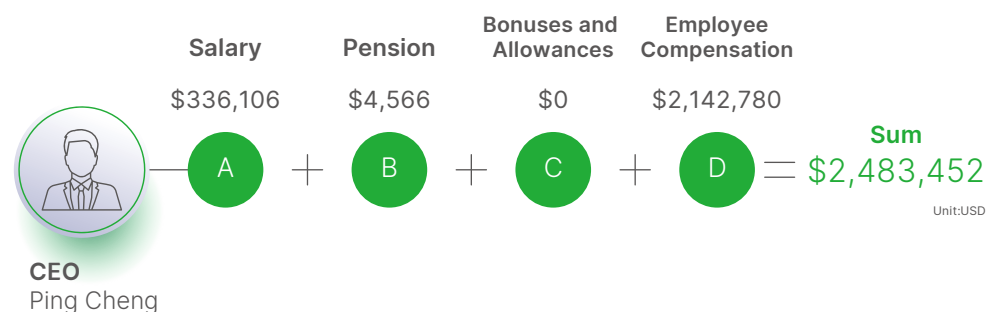 Salary
Pension
Bonuses and
Allowances
Employee
Compensation
$336,106
$4,566
$0
$2,142,780
A
+
B
+
C
+
D
=
Sum
$2,483,452
Unit:USD
CEO
Ping Cheng